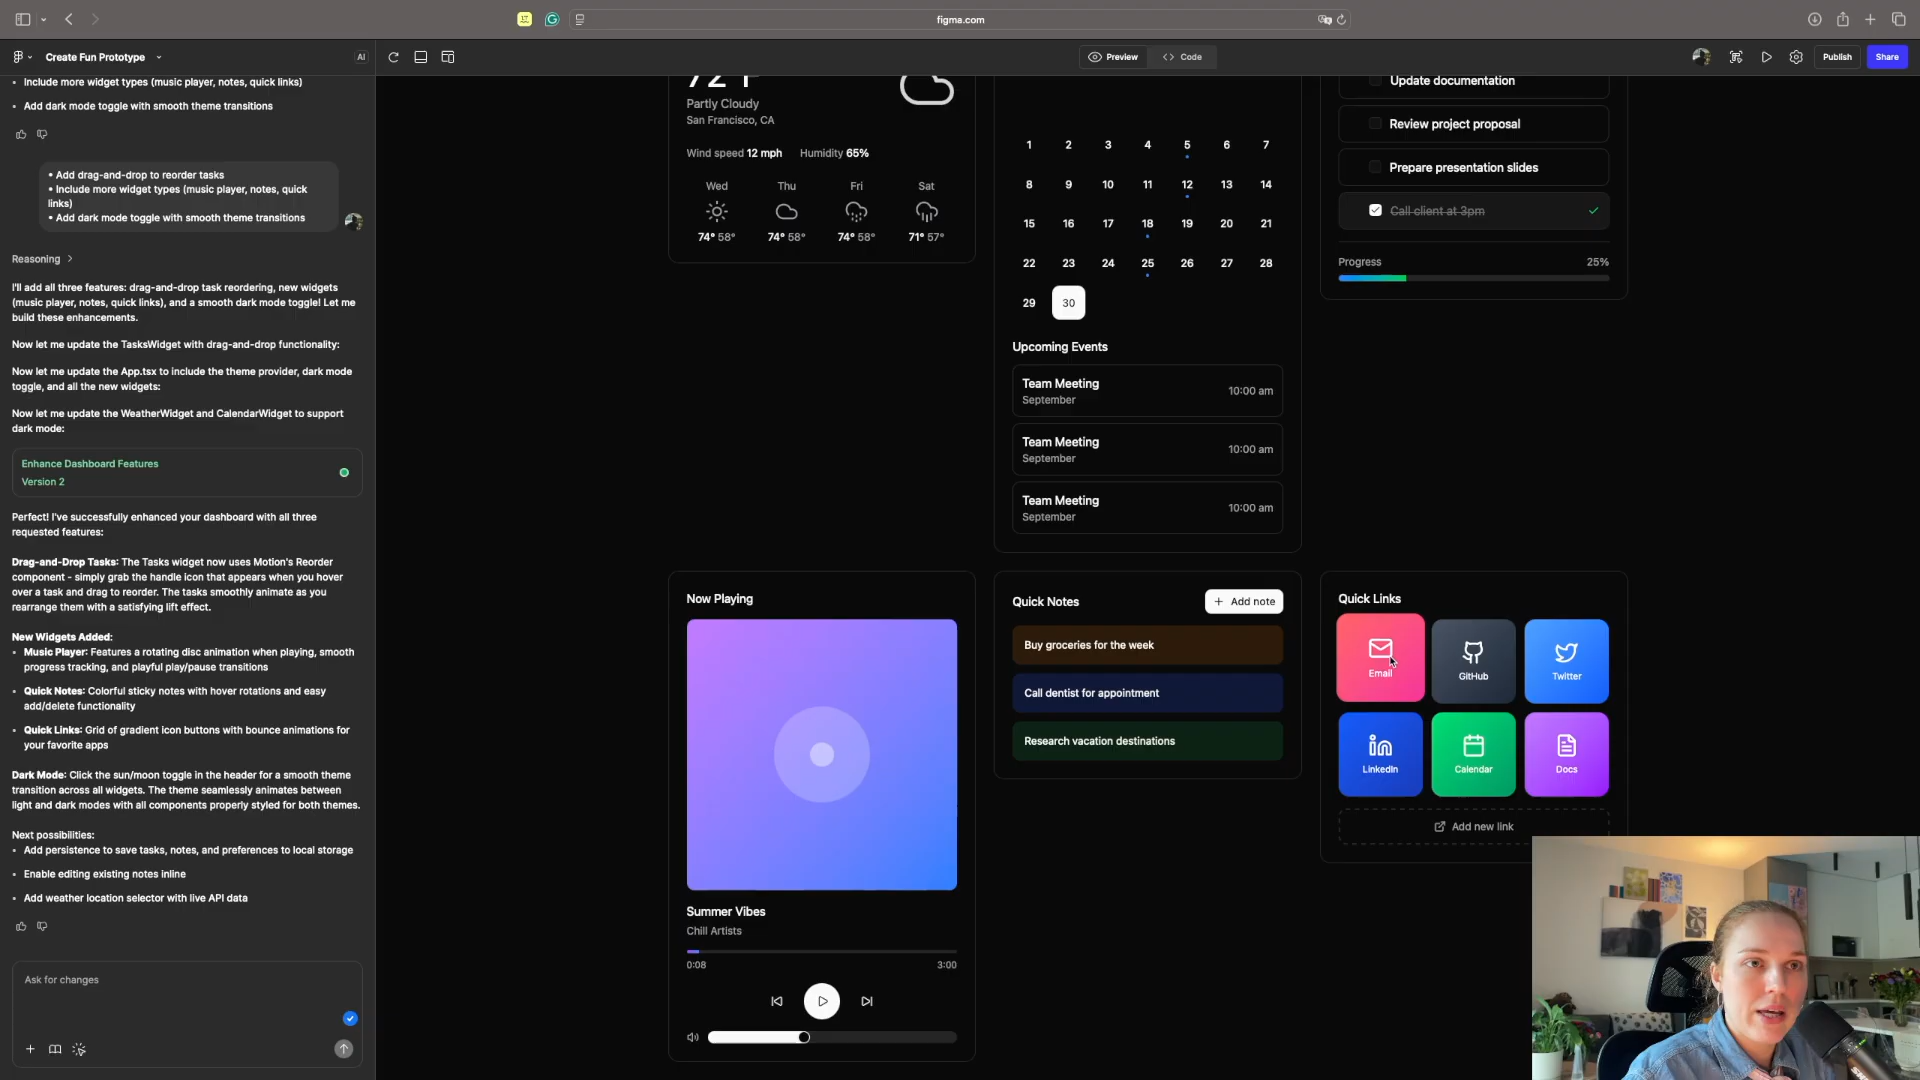 figma.com
Create Fun Prototype
AI
Preview
Code
Publish
Share
• Include more widget types (music player, notes, quick links)
• Add dark mode toggle with smooth theme transitions
• Add drag-and-drop to reorder tasks
• Include more widget types (music player, notes, quick
links)
• Add dark mode toggle with smooth theme transitions
Reasoning
I'll add all three features: drag-and-drop task reordering, new widgets
(music player, notes, quick links), and a smooth dark mode toggle! Let me
build these enhancements.
Now let me update the TasksWidget with drag-and-drop functionality:
Now let me update the App.tsx to include the theme provider, dark mode
toggle, and all the new widgets:
Now let me update the WeatherWidget and CalendarWidget to support
dark mode:
Enhance Dashboard Features
Version 2
Perfect! I've successfully enhanced your dashboard with all three
requested features:
Drag-and-Drop Tasks: The Tasks widget now uses Motion's Reorder
component - simply grab the handle icon that appears when you hover
over a task and drag to reorder. The tasks smoothly animate as you
rearrange them with a satisfying lift effect.
New Widgets Added:
• Music Player: Features a rotating disc animation when playing, smooth
progress tracking, and playful play/pause transitions
• Quick Notes: Colorful sticky notes with hover rotations and easy
add/delete functionality
• Quick Links: Grid of gradient icon buttons with bounce animations for
your favorite apps
Dark Mode: Click the sun/moon toggle in the header for a smooth theme
transition across all widgets. The theme seamlessly animates between
light and dark modes with all components properly styled for both themes.
Next possibilities:
• Add persistence to save tasks, notes, and preferences to local storage
• Enable editing existing notes inline
• Add weather location selector with live API data
Ask for changes
72°F
Partly Cloudy
San Francisco, CA
Wind speed 12 mph Humidity 65%
Wed Thu Fri Sat
74° 58° 74° 58° 74° 58° 71° 57°
1 2 3 4 5 6 7
8 9 10 11 12 13 14
15 16 17 18 19 20 21
22 23 24 25 26 27 28
29 30
Upcoming Events
Team Meeting
September
10:00 am
Team Meeting
September
10:00 am
Team Meeting
September
10:00 am
Update documentation
Review project proposal
Prepare presentation slides
Call client at 3pm
Progress 25%
Now Playing
Summer Vibes
Chill Artists
0:08 3:00
Quick Notes
Add note
Buy groceries for the week
Call dentist for appointment
Research vacation destinations
Quick Links
Email GitHub Twitter
LinkedIn Calendar Docs
Add new link